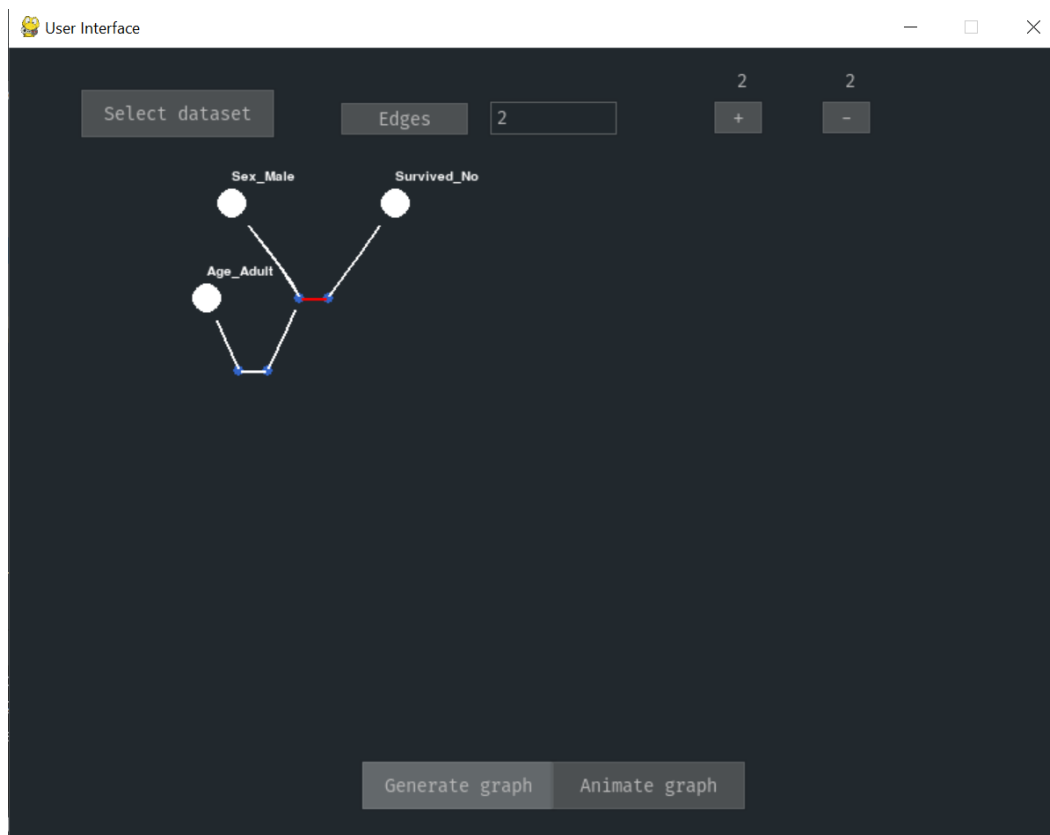 User Interface
2 2
Select dataset Edges 2 + -
Sex_Male Survived_No
Age_Adult
Generate graph Animate graph